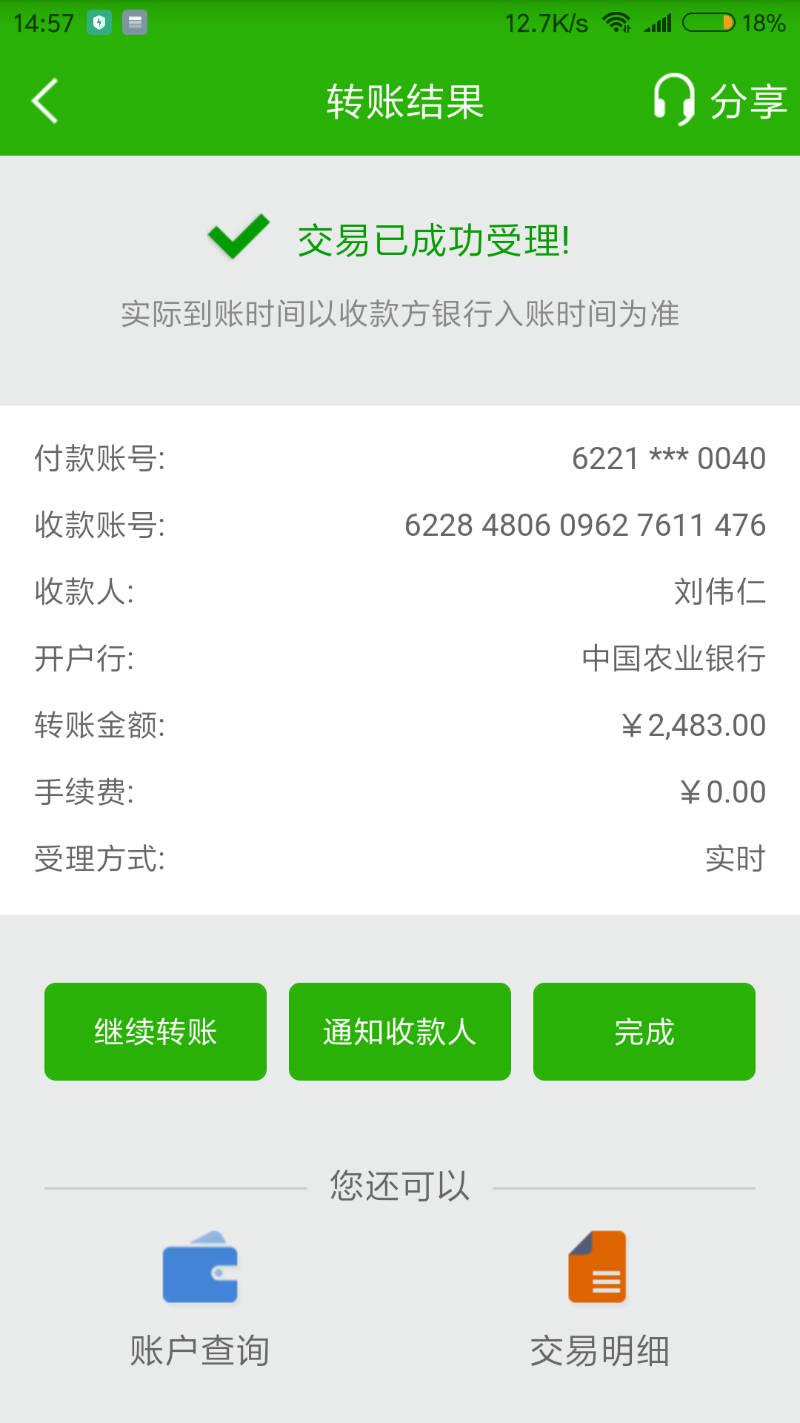 14:57 12.7K/s 18%
转账结果 分享
交易已成功受理!
实际到账时间以收款方银行入账时间为准
付款账号: 6221 *** 0040
收款账号: 6228 4806 0962 7611 476
收款人: 刘伟仁
开户行: 中国农业银行
转账金额: ￥2,483.00
手续费: ￥0.00
受理方式: 实时
继续转账 通知收款人 完成
您还可以
账户查询 交易明细